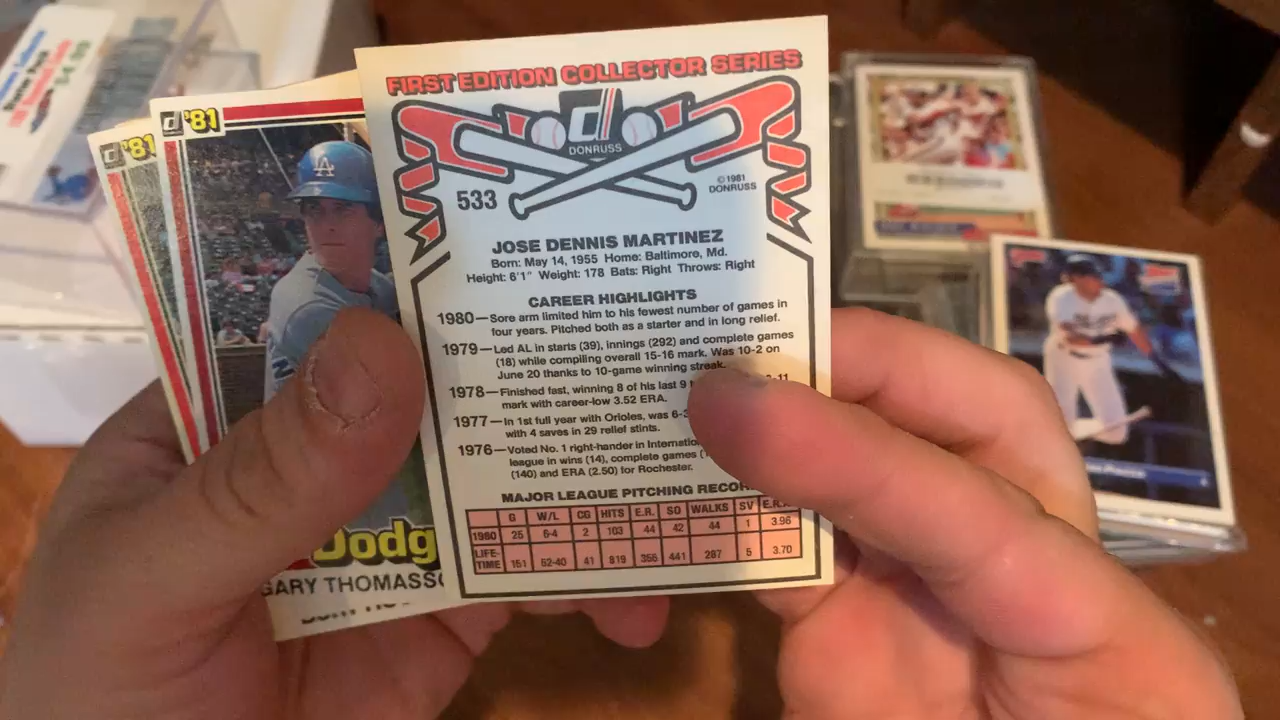 FIRST EDITION COLLECTOR SERIES
DONRUSS
©1981
DONRUSS
533
JOSE DENNIS MARTINEZ
Born: May 14, 1955 Home: Baltimore, Md.
Height: 6'1" Weight: 178 Bats: Right Throws: Right
CAREER HIGHLIGHTS
1980—Sore arm limited him to his fewest number of games in
four years. Pitched both as a starter and in long relief.
1979—Led AL in starts (39), innings (292) and complete games
(18) while compiling overall 15-16 mark. Was 10-2 on
June 20 thanks to 10-game winning streak.
1978—Finished fast, winning 8 of his last 9
mark with career-low 3.52 ERA.
1977—In 1st full year with Orioles, was 6-3
with 4 saves in 29 relief stints.
1976—Voted No. 1 right-hander in Internatio
league in wins (14), complete games (
(140) and ERA (2.50) for Rochester.
MAJOR LEAGUE PITCHING RECOR
G W/L CG HITS E.R. SO WALKS SV E.R.A.
1980 25 6-4 2 103 44 42 44 1 3.96
LIFE-
TIME 151 52-40 41 919 356 441 287 5 3.70
'81
'81
LA
Dodg
GARY THOMASS